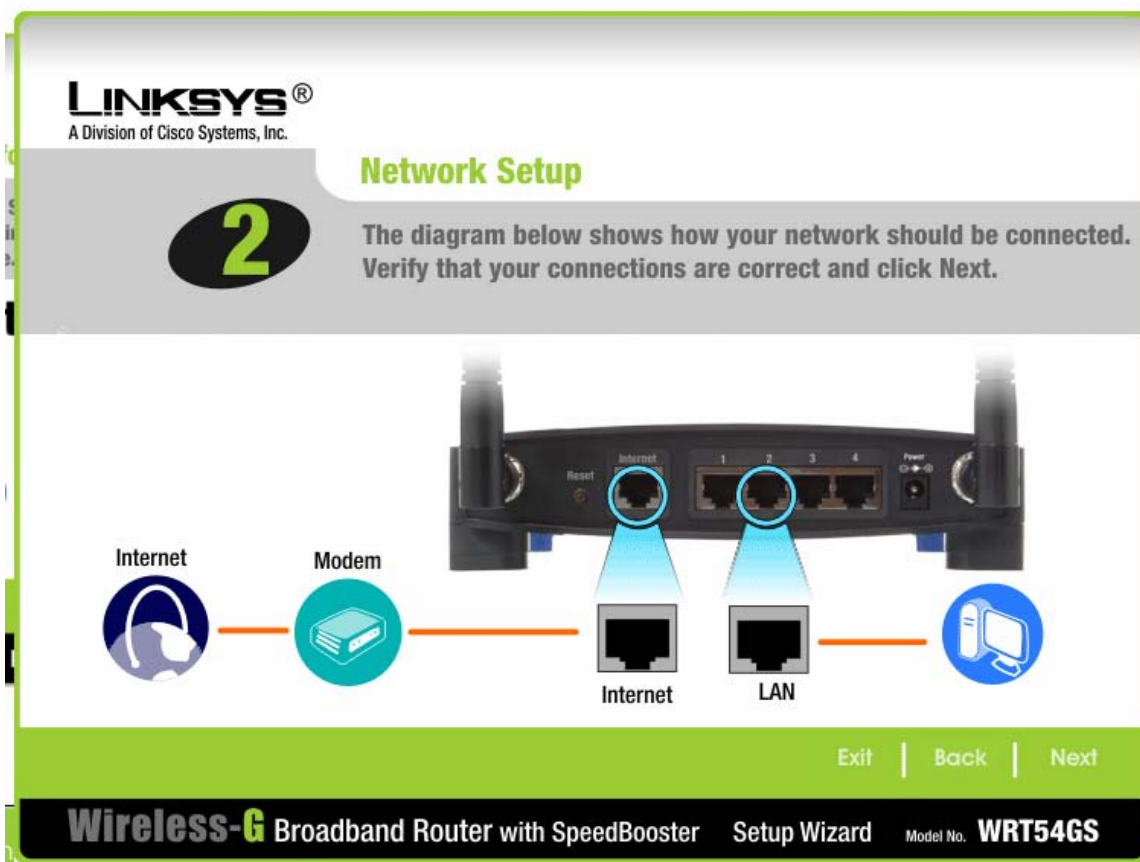 LINKSYS®
A Division of Cisco Systems, Inc.
Network Setup
2
The diagram below shows how your network should be connected.
Verify that your connections are correct and click Next.
Reset
Internet
1 2 3 4
Power
Internet
Modem
Internet
LAN
Exit | Back | Next
Wireless-G Broadband Router with SpeedBooster Setup Wizard Model No. WRT54GS